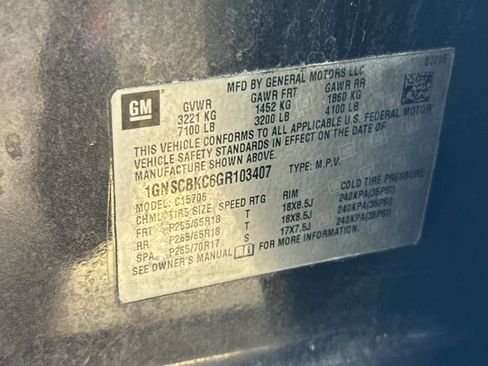 GM
MFD BY GENERAL MOTORS LLC
07/15
GVWR GAWR FRT GAWR RR
3221 KG 1452 KG 1860 KG
7100 LB 3200 LB 4100 LB
THIS VEHICLE CONFORMS TO ALL APPLICABLE U.S. FEDERAL MOTOR
VEHICLE SAFETY STANDARDS IN EFFECT ON THE DATE OF
MANUFACTURE SHOWN ABOVE.
1GNSCBKC6GR103407 TYPE: M.P.V.
MODEL: C15706
CHML TIRE SIZE SPEED RTG RIM COLD TIRE PRESSURE
FRT P265/65R18 T 18X8.5J 240KPA(35PSI)
RR P265/65R18 T 18X8.5J 240KPA(35PSI)
SPA P265/70R17 T 17X7.5J 240KPA(35PSI)
SEE OWNER'S MANUAL FOR MORE INFORMATION.